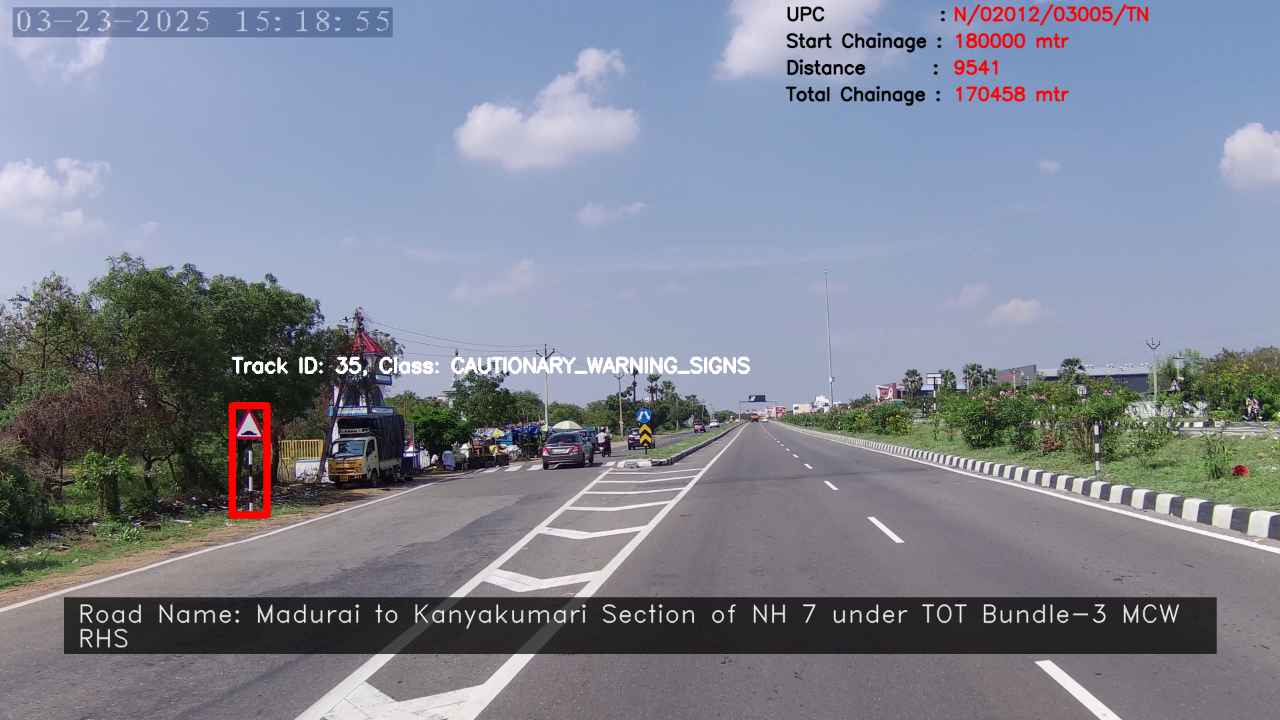 03-23-2025 15:18:55
UPC : N/02012/03005/TN
Start Chainage : 180000 mtr
Distance : 9541
Total Chainage : 170458 mtr
Track ID: 35, Class: CAUTIONARY_WARNING_SIGNS
Road Name: Madurai to Kanyakumari Section of NH 7 under TOT Bundle-3 MCW
RHS